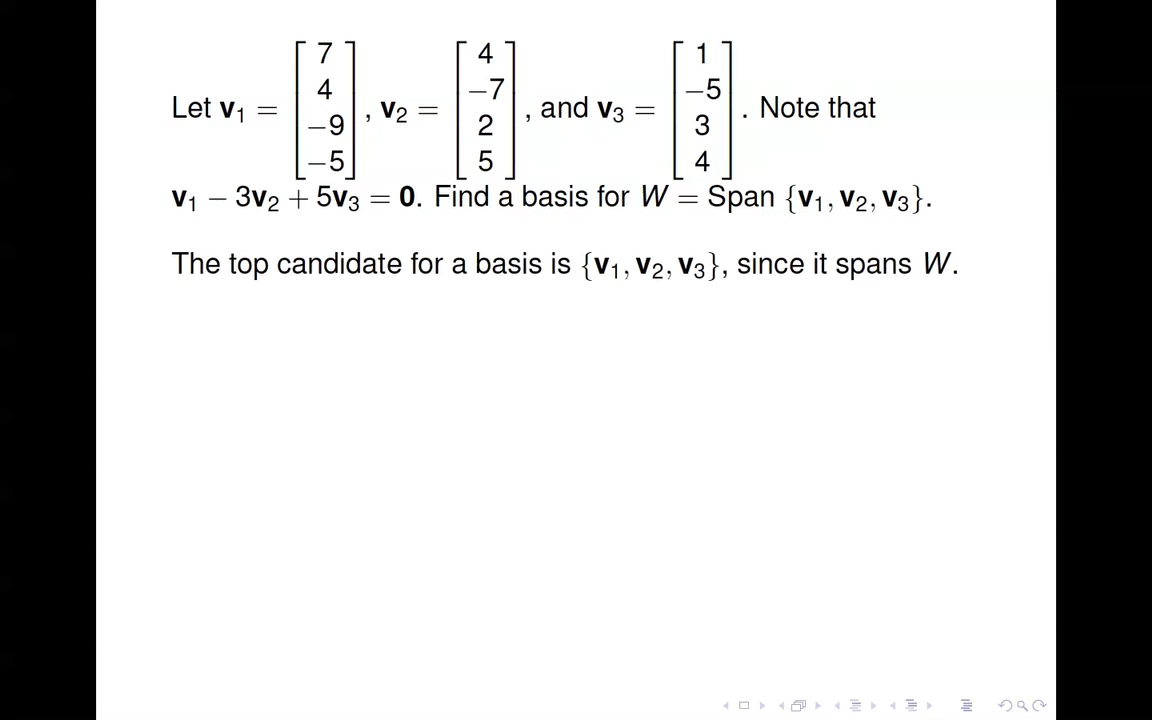 Let v₁ = [7 4 −9 −5], v₂ = [4 −7 2 5], and v₃ = [1 −5 3 4]. Note that
v₁ − 3v₂ + 5v₃ = 0. Find a basis for W = Span {v₁, v₂, v₃}.
The top candidate for a basis is {v₁, v₂, v₃}, since it spans W.